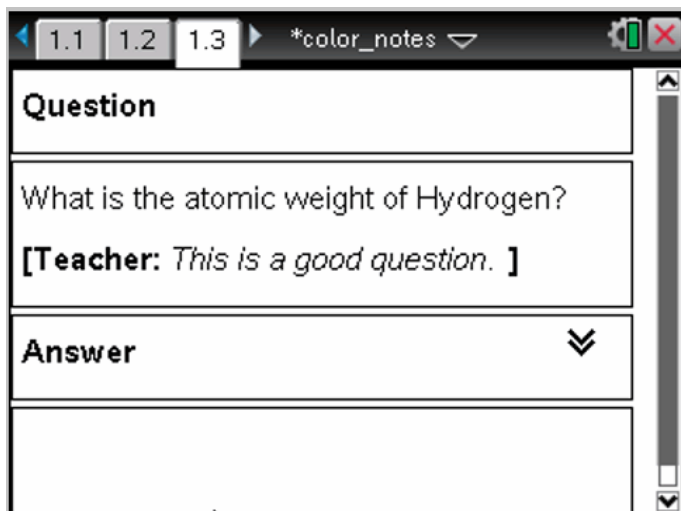 1.1 1.2 1.3 *color_notes
Question
What is the atomic weight of Hydrogen?
[Teacher: This is a good question. ]
Answer